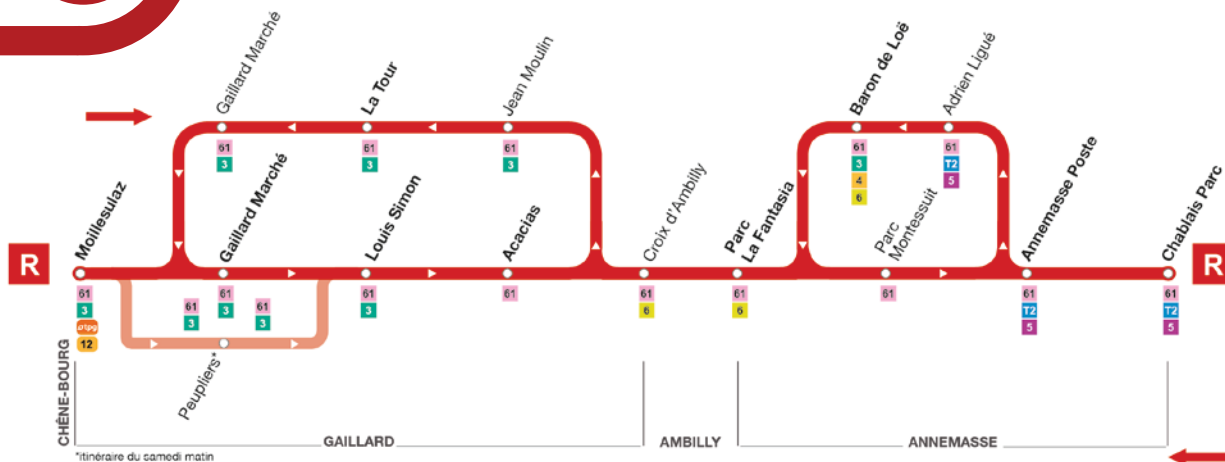 Gaillard Marché
La Tour
Jean Moulin
Baron de Loë
Adrien Ligué
61
3
61
3
61
3
61
3
4
6
61
T2
5
R
Moillesulaz
Gaillard Marché
Louis Simon
Acacias
Croix d'Ambilly
Parc
La Fantasia
Parc
Montessuit
Annemasse Poste
Chablais Parc
R
61
3
tpg
12
61
3
61
3
61
3
61
3
61
61
6
61
6
61
61
T2
5
61
T2
5
Peupliers*
CHÊNE-BOURG
GAILLARD
AMBILLY
ANNEMASSE
*itinéraire du samedi matin